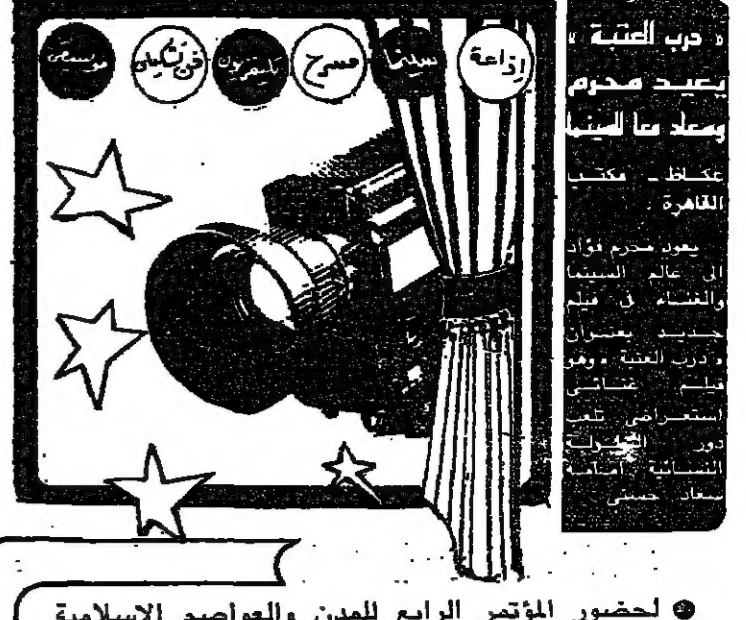 إذاعة
سينما
مسرح
تليفزيون
فن تشكيلي
موسيقى
« درب العتبة »
يعيد محرم
وسعاد معا للسينما
عكاظ - مكتب
القاهرة :
يعود محرم فؤاد
الى عالم السينما
والغناء في فيلم
جديد بعنوان
« درب العتبة » وهو
فيلم غنائي
استعراضي تلعب
دور البطولة
النسائية امامه
سعاد حسني
● لحضور المؤتمر الرابع للمدن والعواصم الاسلامية